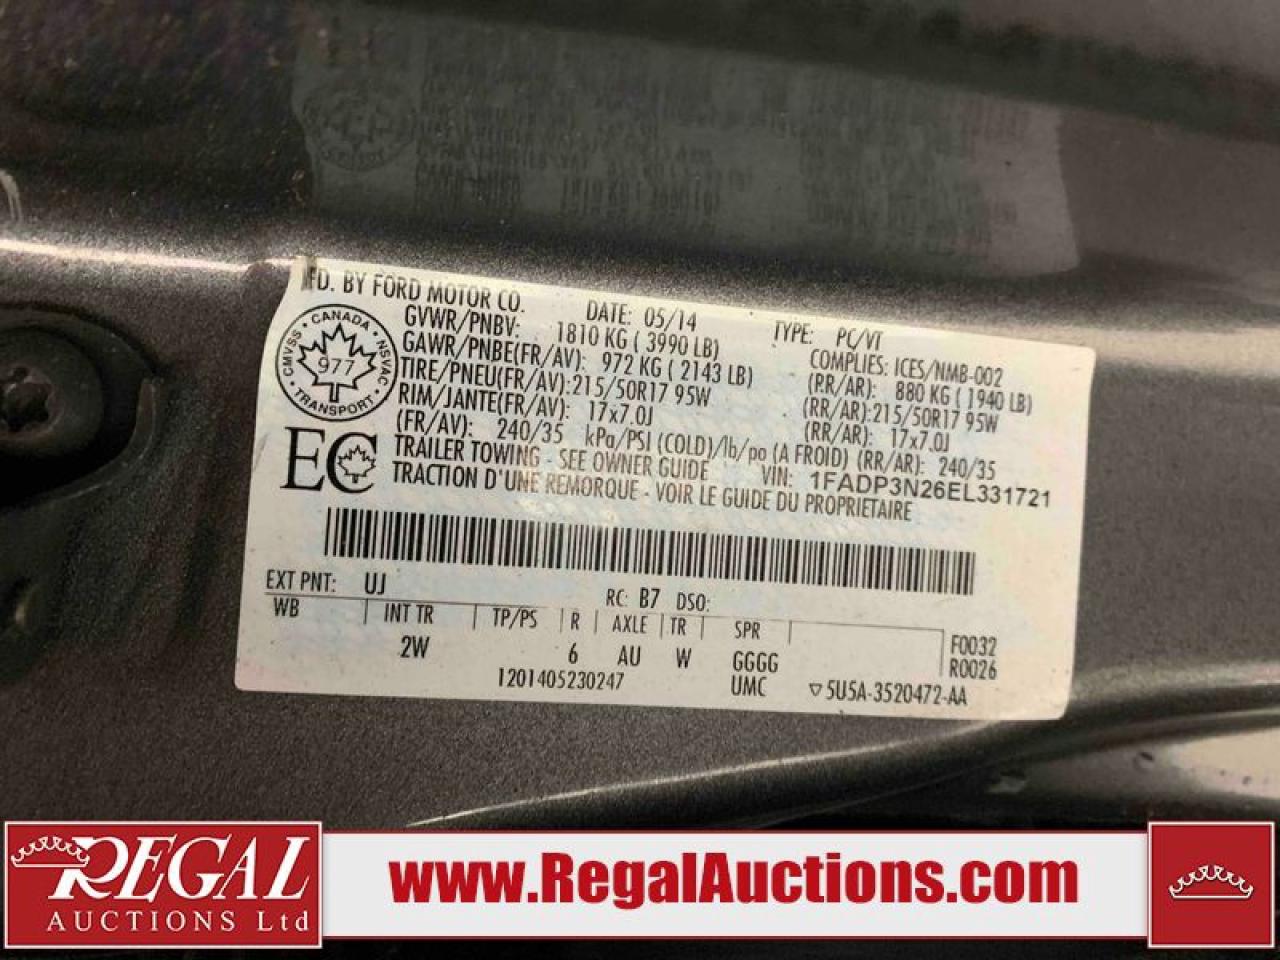 FD. BY FORD MOTOR CO. DATE: 05/14 TYPE: PC/VT
GVWR/PNBV: 1810 KG ( 3990 LB) COMPLIES: ICES/NMB-002
GAWR/PNBE(FR/AV): 972 KG ( 2143 LB) (RR/AR): 880 KG ( 1940 LB)
TIRE/PNEU(FR/AV):215/50R17 95W (RR/AR):215/50R17 95W
RIM/JANTE(FR/AV): 17x7.0J (RR/AR): 17x7.0J
(FR/AV): 240/35 kPa/PSI (COLD)/lb/po (A FROID) (RR/AR): 240/35
TRAILER TOWING - SEE OWNER GUIDE VIN: 1FADP3N26EL331721
TRACTION D'UNE REMORQUE - VOIR LE GUIDE DU PROPRIETAIRE
CANADA
CMVSS · NSVAC
977
TRANSPORT
EC
EXT PNT: UJ RC: B7 DSO:
WB INT TR TP/PS R AXLE TR SPR F0032
2W 6 AU W GGGG R0026
1201405230247 UMC ▽5U5A-3520472-AA
REGAL
AUCTIONS Ltd
www.RegalAuctions.com